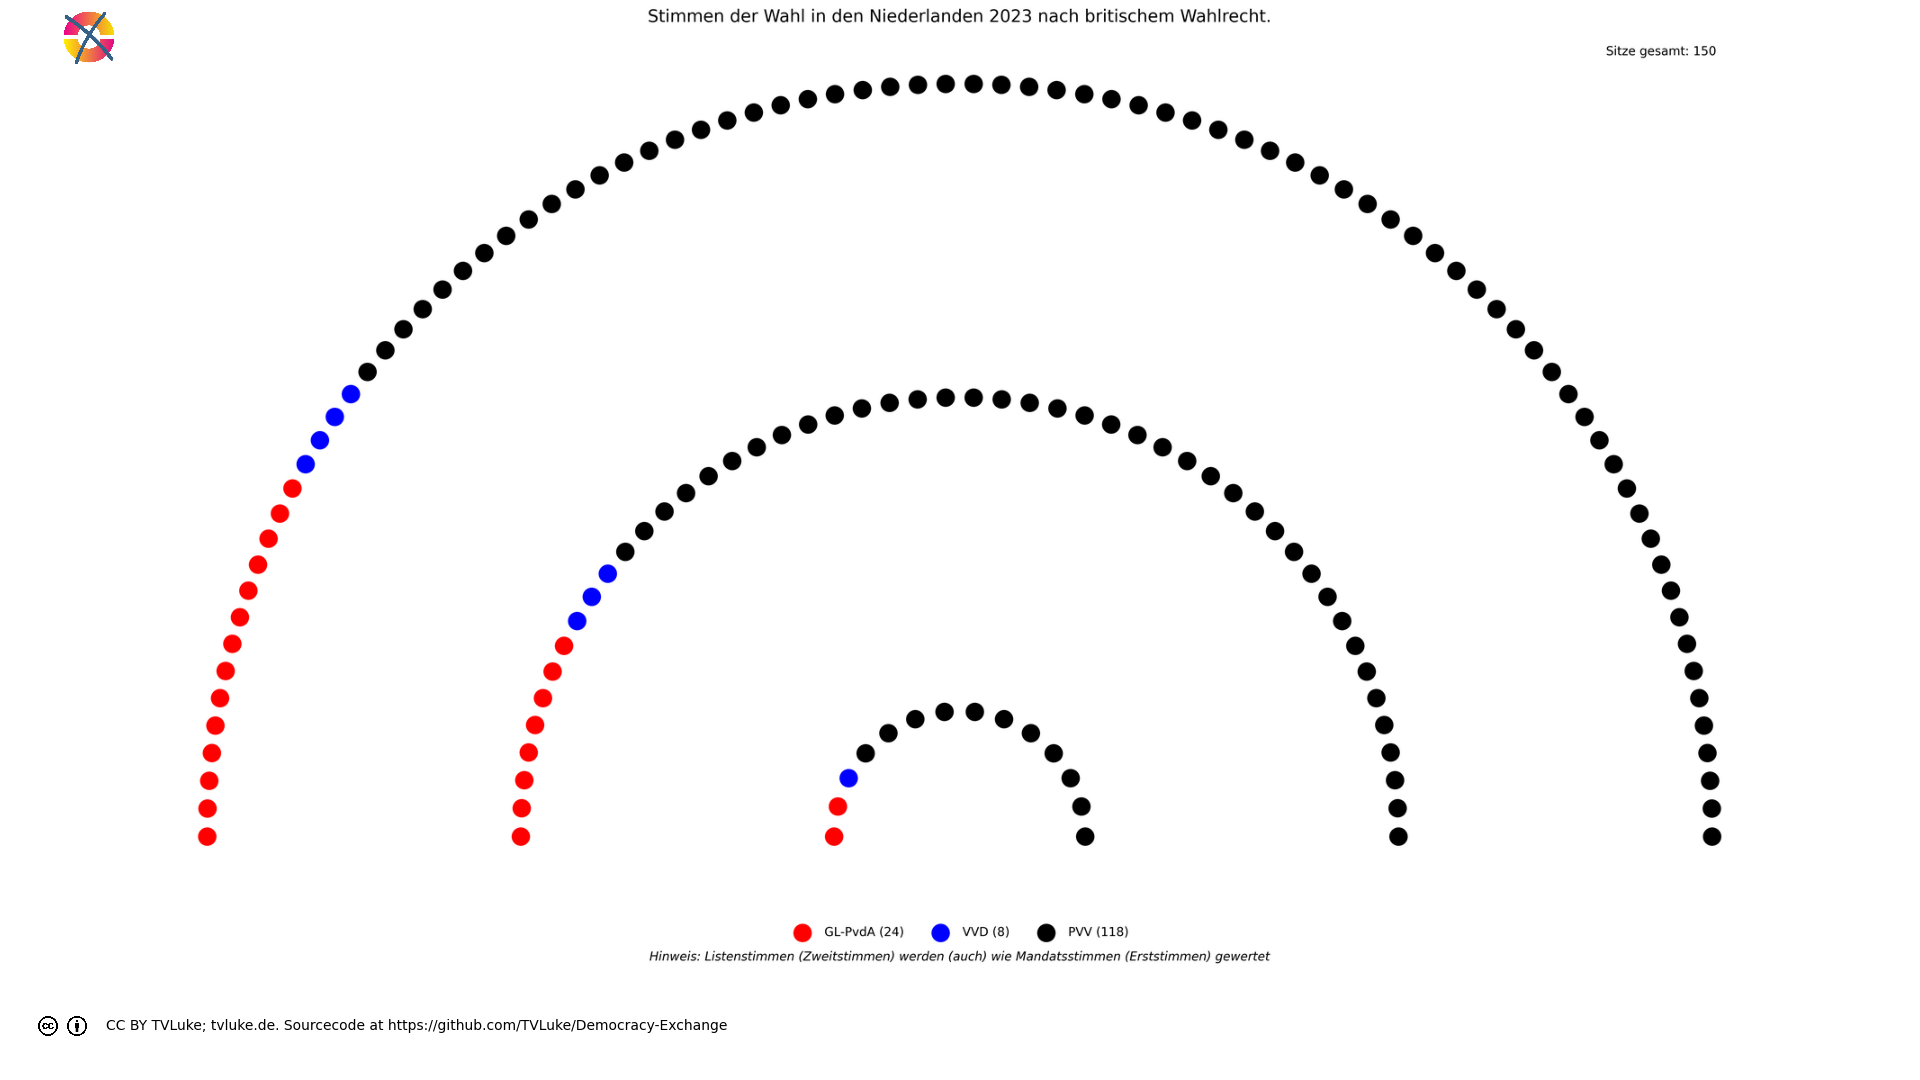 Stimmen der Wahl in den Niederlanden 2023 nach britischem Wahlrecht.
Sitze gesamt: 150
GL-PvdA (24) VVD (8) PVV (118)
Hinweis: Listenstimmen (Zweitstimmen) werden (auch) wie Mandatsstimmen (Erststimmen) gewertet
cc CC BY TVLuke; tvluke.de. Sourcecode at https://github.com/TVLuke/Democracy-Exchange